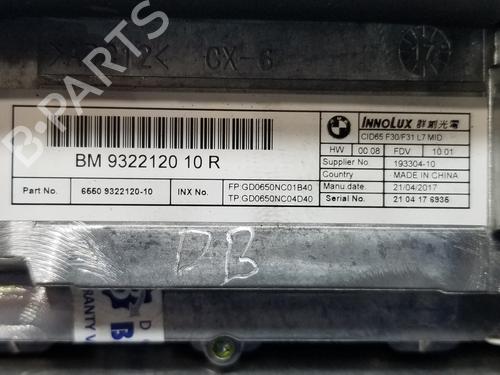 CX-6
BM 9322120 10 R
INNOLUX 群創光電
CID65 F30/F31 L7 MID
HW 00 08 FDV 10 01
Supplier No. 193304-10
Country. MADE IN CHINA
Manu. date. 21/04/2017
Serial No. 21 04 17 6935
Part No. 6550 9322120-10 INX No. FP:GD0650NC01B40
TP:GD0650NC04D40
DB
B-PARTS